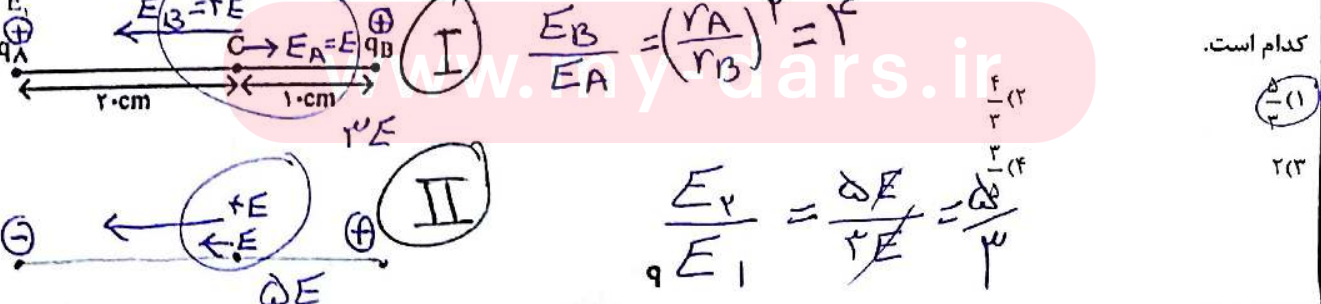 کدام است.
۱) ۵/۳
۲) ۴/۳
۳) ۲
۴) ۳/۵
E_B = ۴E
q_A ⊕ C → E_A = E q_B ⊕ I
E_B/E_A = (r_A/r_B)^۲ = ۴
۲۰cm ۱۰cm
۳E
www.my-dars.ir
⊖ ۴E ⊕ II
E
۵E
E_۲/E_۱ = ۵E/۳E = ۵/۳
۹